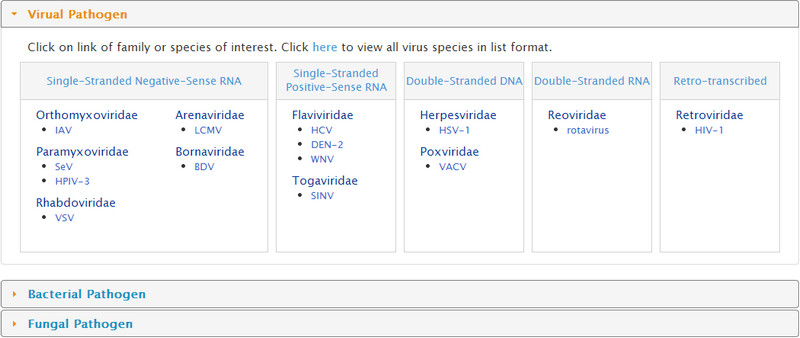 Virual Pathogen
Click on link of family or species of interest. Click here to view all virus species in list format.
Single-Stranded Negative-Sense RNA
Orthomyxoviridae
• IAV
Paramyxoviridae
• SeV
• HPIV-3
Rhabdoviridae
• VSV
Arenaviridae
• LCMV
Bornaviridae
• BDV
Single-Stranded
Positive-Sense RNA
Flaviviridae
• HCV
• DEN-2
• WNV
Togaviridae
• SINV
Double-Stranded DNA
Herpesviridae
• HSV-1
Poxviridae
• VACV
Double-Stranded RNA
Reoviridae
• rotavirus
Retro-transcribed
Retroviridae
• HIV-1
Bacterial Pathogen
Fungal Pathogen